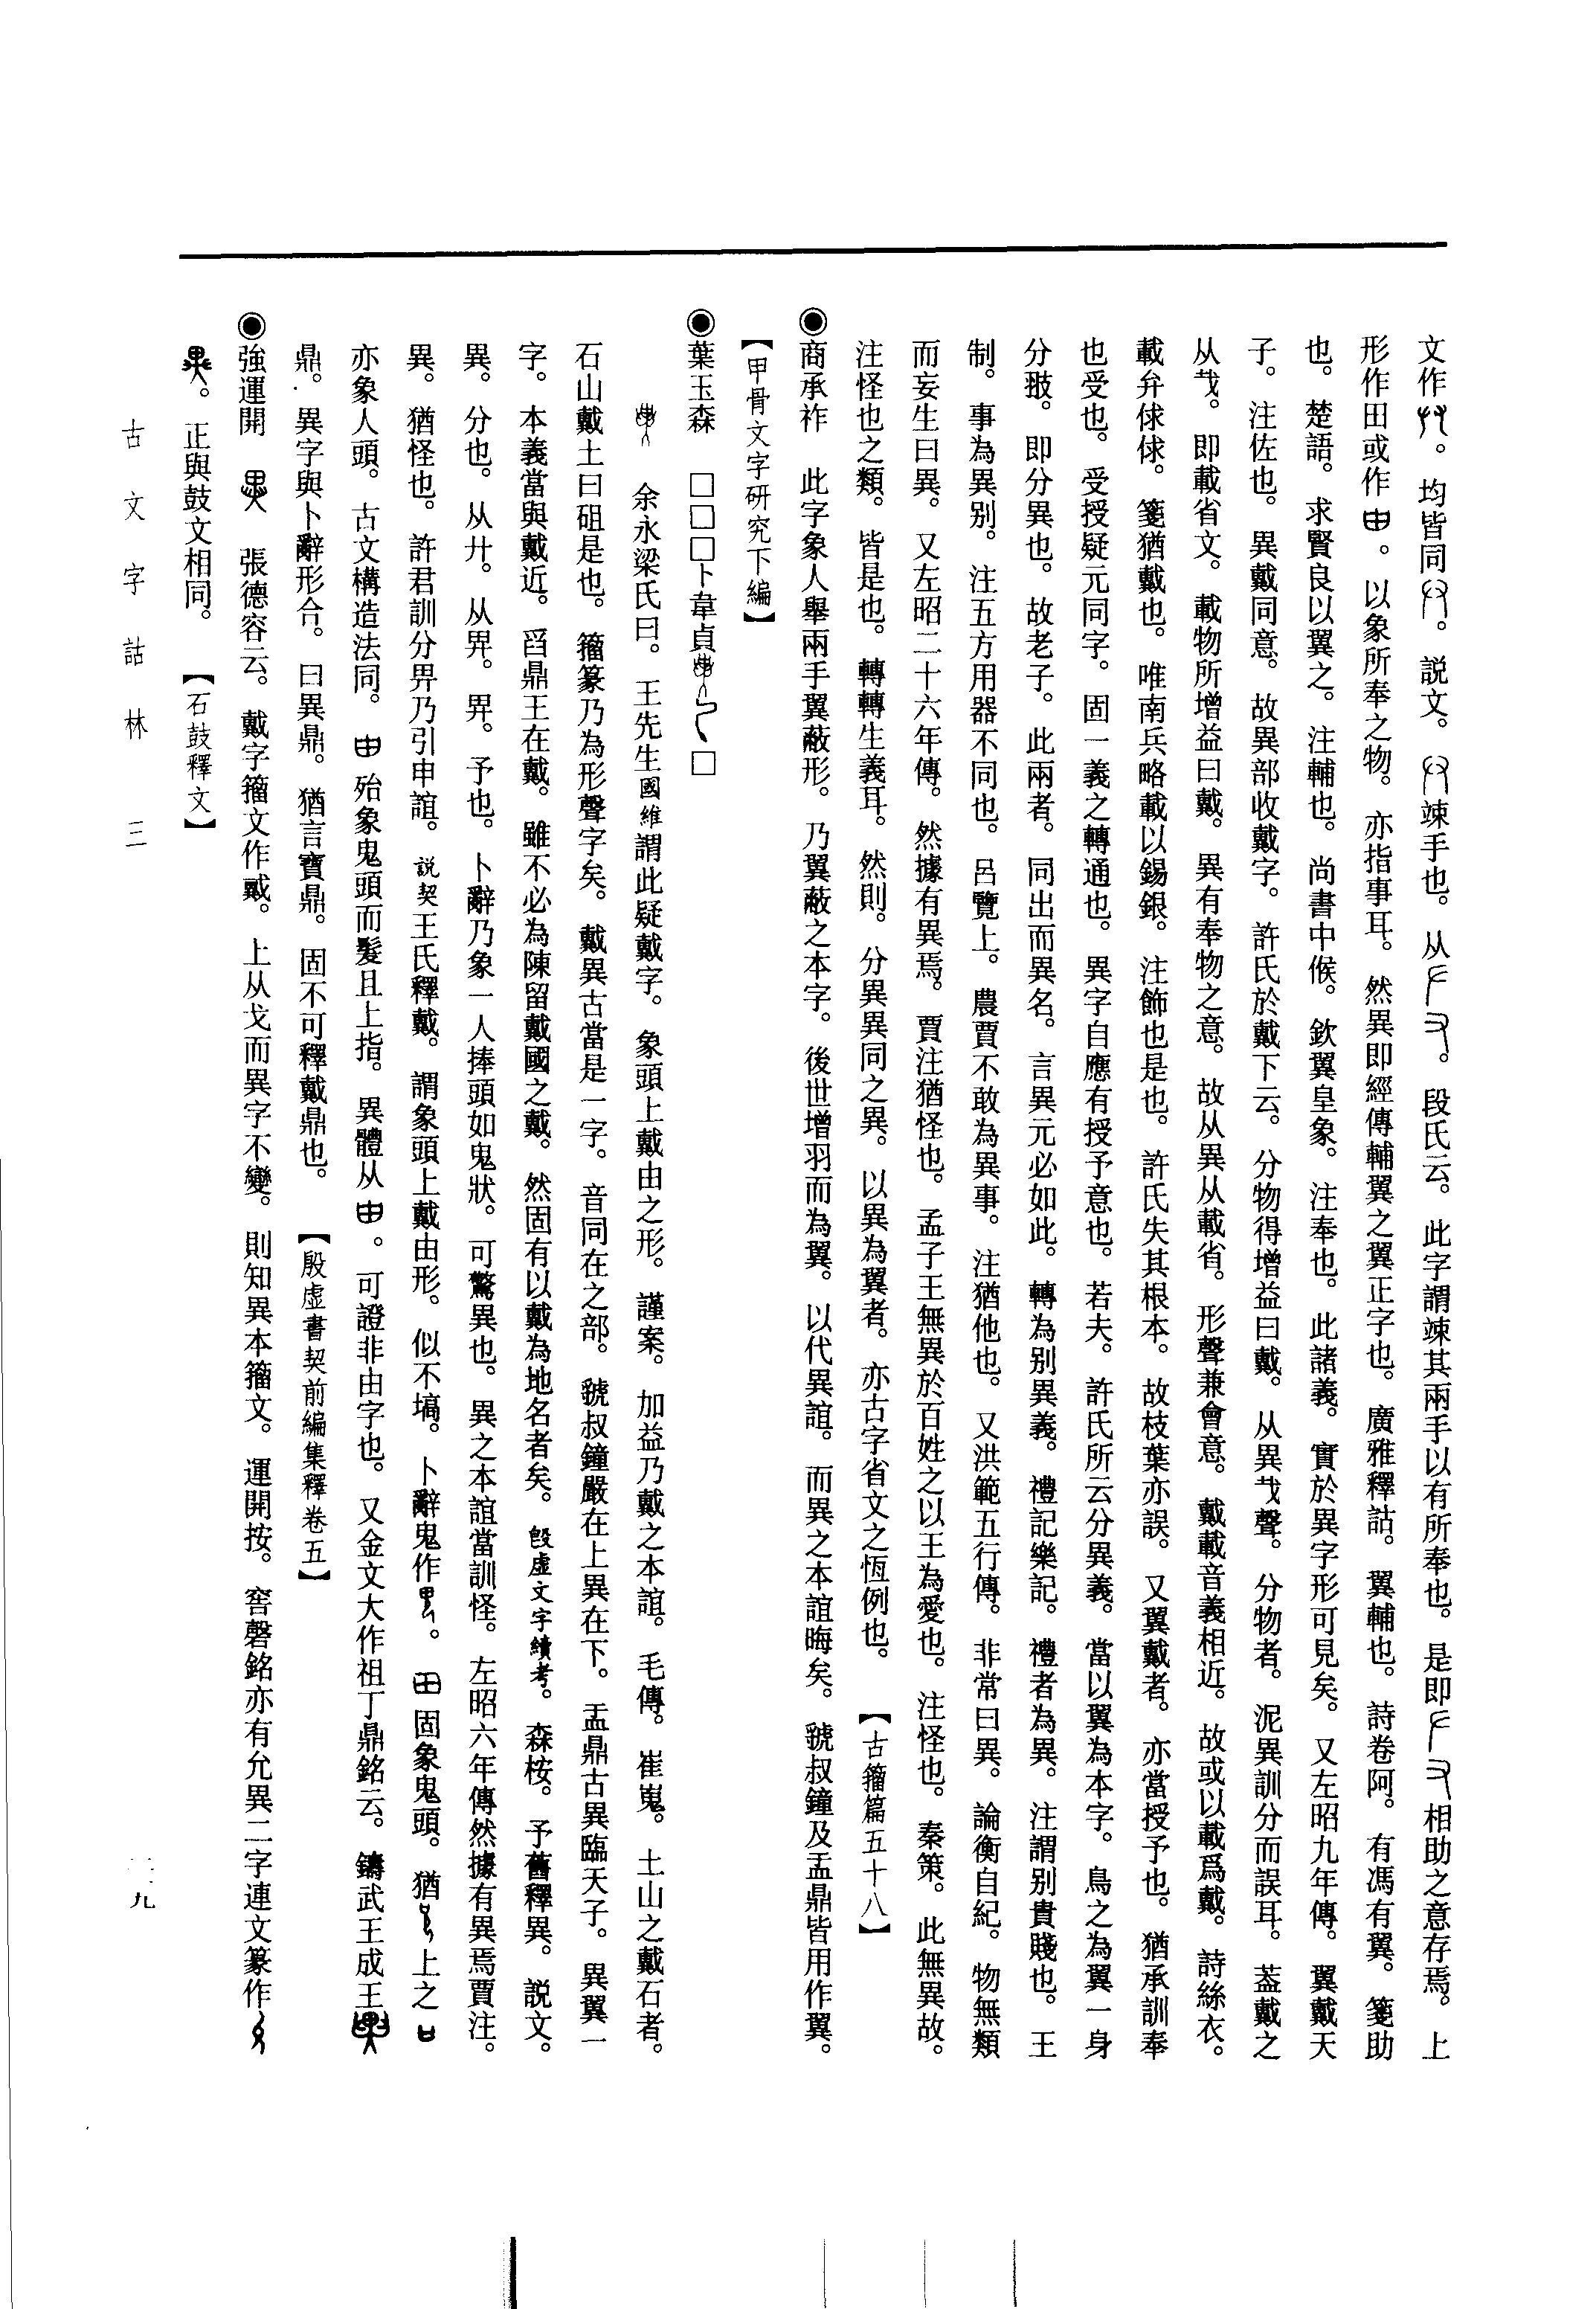 文作。均皆同。説文。竦手也。从。段氏云。此字謂竦其兩手以有所奉也。是即相助之意存焉。上
形作田或作。以象所奉之物。亦指事耳。然異即經傳輔翼之翼正字也。廣雅釋詁。翼輔也。詩卷阿。有馮有翼。箋助
也。楚語。求賢良以翼之。注輔也。尚書中候。欽翼皇象。注奉也。此諸義。實於異字形可見矣。又左昭九年傳。翼戴天
子。注佐也。異戴同意。故異部收戴字。許氏於戴下云。分物得增益曰戴。从異𢦏聲。分物者。泥異訓分而誤耳。葢戴之
从𢦏。即載省文。載物所增益曰戴。異有奉物之意。故从異从載省。形聲兼會意。戴載音義相近。故或以載爲戴。詩絲衣。
載弁俅俅。箋猶戴也。唯南兵略載以錫銀。注飾也是也。許氏失其根本。故枝葉亦誤。又翼戴者。亦當授予也。猶承訓奉
也受也。受授疑元同字。固一義之轉通也。異字自應有授予意也。若夫。許氏所云分異義。當以翼為本字。鳥之為翼一身
分翄。即分異也。故老子。此兩者。同出而異名。言異元必如此。轉為别異義。禮記樂記。禮者為異。注謂别貴賤也。王
制。事為異别。注五方用器不同也。呂覽上。農賈不敢為異事。注猶他也。又洪範五行傳。非常曰異。論衡自紀。物無類
而妄生曰異。又左昭二十六年傳。然據有異焉。賈注猶怪也。孟子王無異於百姓之以王為愛也。注怪也。秦策。此無異故。
注怪也之類。皆是也。轉轉生義耳。然則。分異異同之異。以異為翼者。亦古字省文之恆例也。【古籀篇五十八】
◉商承祚 此字象人舉兩手翼蔽形。乃翼蔽之本字。後世增羽而為翼。以代異誼。而異之本誼晦矣。虢叔鐘及盂鼎皆用作翼。
【甲骨文字研究下編】
◉葉玉森 □□□卜韋貞□
余永梁氏曰。王先生國維謂此疑戴字。象頭上戴由之形。謹案。加益乃戴之本誼。毛傳。崔嵬。土山之戴石者。
石山戴土曰砠是也。籀篆乃為形聲字矣。戴異古當是一字。音同在之部。虢叔鐘嚴在上異在下。盂鼎古異臨天子。異翼一
字。本義當與戴近。舀鼎王在戴。雖不必為陳留戴國之戴。然固有以戴為地名者矣。殷虛文字續考。森桉。予舊釋異。説文。
異。分也。从廾。从畀。畀。予也。卜辭乃象一人捧頭如鬼狀。可驚異也。異之本誼當訓怪。左昭六年傳然據有異焉賈注。
異。猶怪也。許君訓分畀乃引申誼。説契王氏釋戴。謂象頭上戴由形。似不塙。卜辭鬼作。固象鬼頭。猶上之
亦象人頭。古文構造法同。殆象鬼頭而髮且上指。異體从。可證非由字也。又金文大作祖丁鼎銘云。鑄武王成王
鼎。異字與卜辭形合。曰異鼎。猶言寶鼎。固不可釋戴鼎也。【殷虛書契前編集釋卷五】
◉強運開 張德容云。戴字籀文作戴。上从戈而異字不變。則知異本籀文。運開按。窖磬銘亦有允異二字連文篆作
。正與鼓文相同。【石鼓釋文】
古文字詁林 三